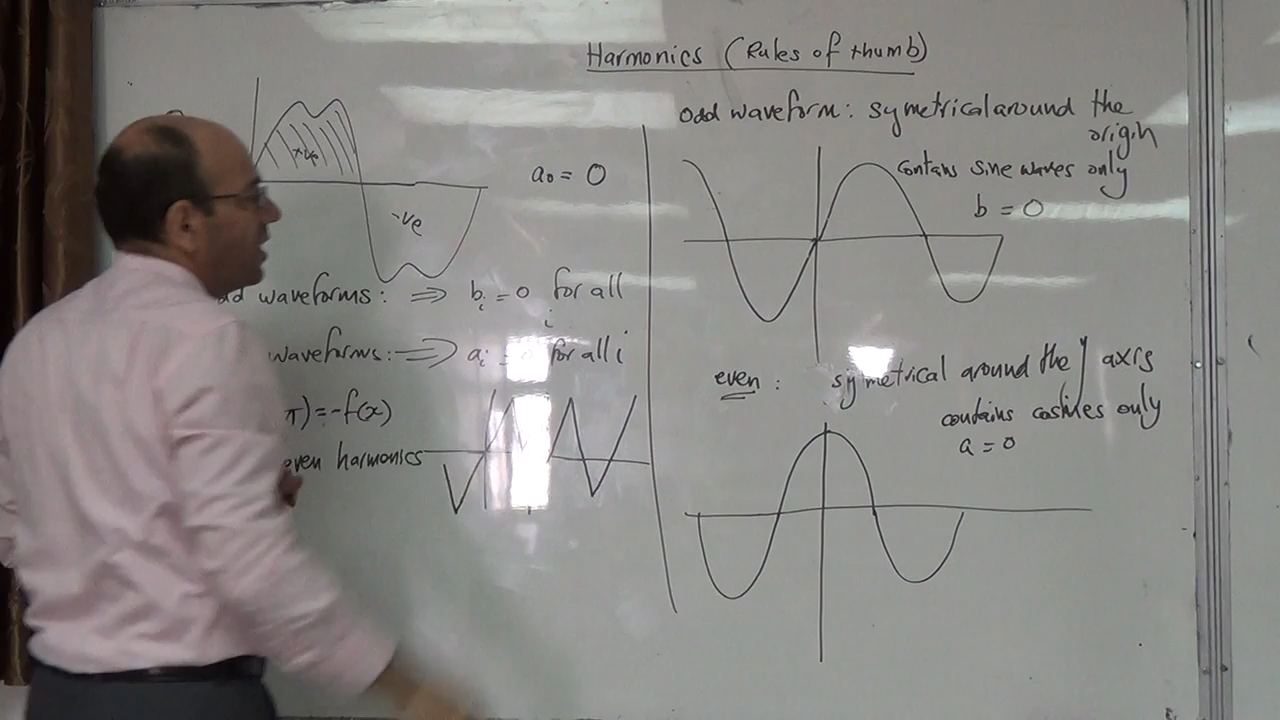 Harmonics (Rules of thumb)
+ve
-ve
a₀ = 0
waveforms: ⇒ bᵢ = 0 for all
i
waveforms: ⇒ aᵢ = 0 for all i
π) = -f(x)
even harmonics
odd waveform: symetrical around the
origin
contains sine waves only
b = 0
even: symetrical around the y axis
contains cosines only
a = 0